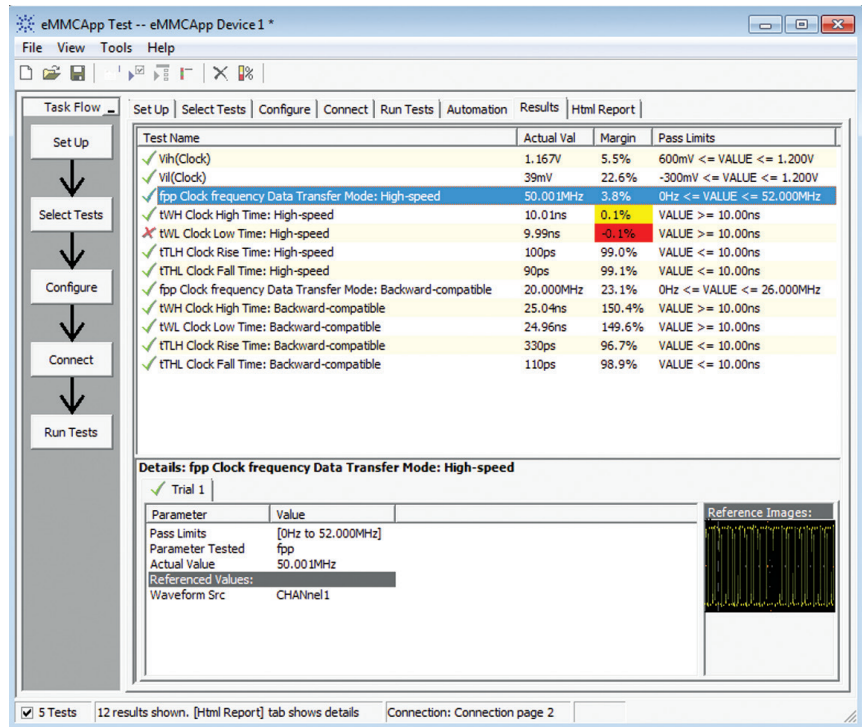 eMMCApp Test -- eMMCApp Device 1 *
File View Tools Help
Task Flow
Set Up
Select Tests
Configure
Connect
Run Tests
Set Up Select Tests Configure Connect Run Tests Automation Results Html Report
Test Name Actual Val Margin Pass Limits
Vih(Clock) 1.167V 5.5% 600mV <= VALUE <= 1.200V
Vil(Clock) 39mV 22.6% -300mV <= VALUE <= 1.200V
fpp Clock frequency Data Transfer Mode: High-speed 50.001MHz 3.8% 0Hz <= VALUE <= 52.000MHz
tWH Clock High Time: High-speed 10.01ns 0.1% VALUE >= 10.00ns
tWL Clock Low Time: High-speed 9.99ns -0.1% VALUE >= 10.00ns
tTLH Clock Rise Time: High-speed 100ps 99.0% VALUE <= 10.00ns
tTHL Clock Fall Time: High-speed 90ps 99.1% VALUE <= 10.00ns
fpp Clock frequency Data Transfer Mode: Backward-compatible 20.000MHz 23.1% 0Hz <= VALUE <= 26.000MHz
tWH Clock High Time: Backward-compatible 25.04ns 150.4% VALUE >= 10.00ns
tWL Clock Low Time: Backward-compatible 24.96ns 149.6% VALUE >= 10.00ns
tTLH Clock Rise Time: Backward-compatible 330ps 96.7% VALUE <= 10.00ns
tTHL Clock Fall Time: Backward-compatible 110ps 98.9% VALUE <= 10.00ns
Details: fpp Clock frequency Data Transfer Mode: High-speed
Trial 1
Parameter Value
Pass Limits [0Hz to 52.000MHz]
Parameter Tested fpp
Actual Value 50.001MHz
Referenced Values:
Waveform Src CHANnel1
Reference Images:
5 Tests 12 results shown. [Html Report] tab shows details Connection: Connection page 2